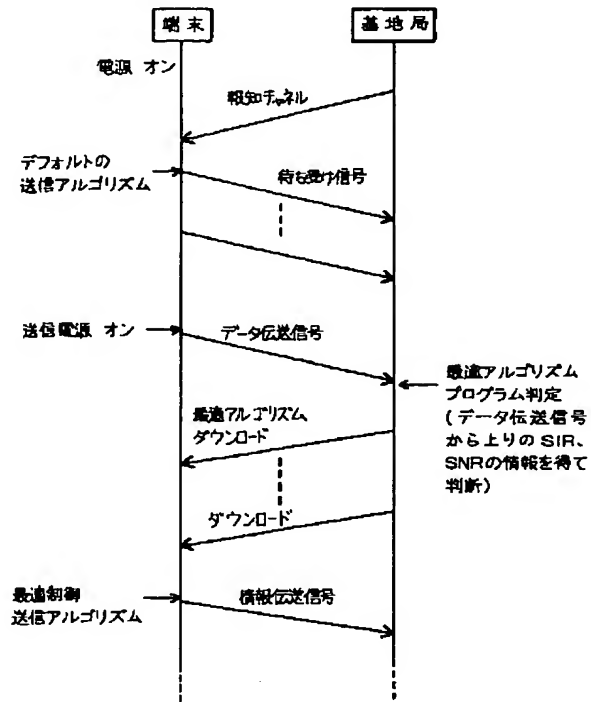 端末
基地局
電源 オン
報知チャネル
デフォルトの
送信アルゴリズム
待ち受け信号
送信電源 オン
データ伝送信号
最適アルゴリズム
プログラム判定
(データ伝送信号
から上りのSIR、
SNRの情報を得て
判断)
最適アルゴリズム、
ダウンロード
ダウンロード
最適制御
送信アルゴリズム
情報伝送信号